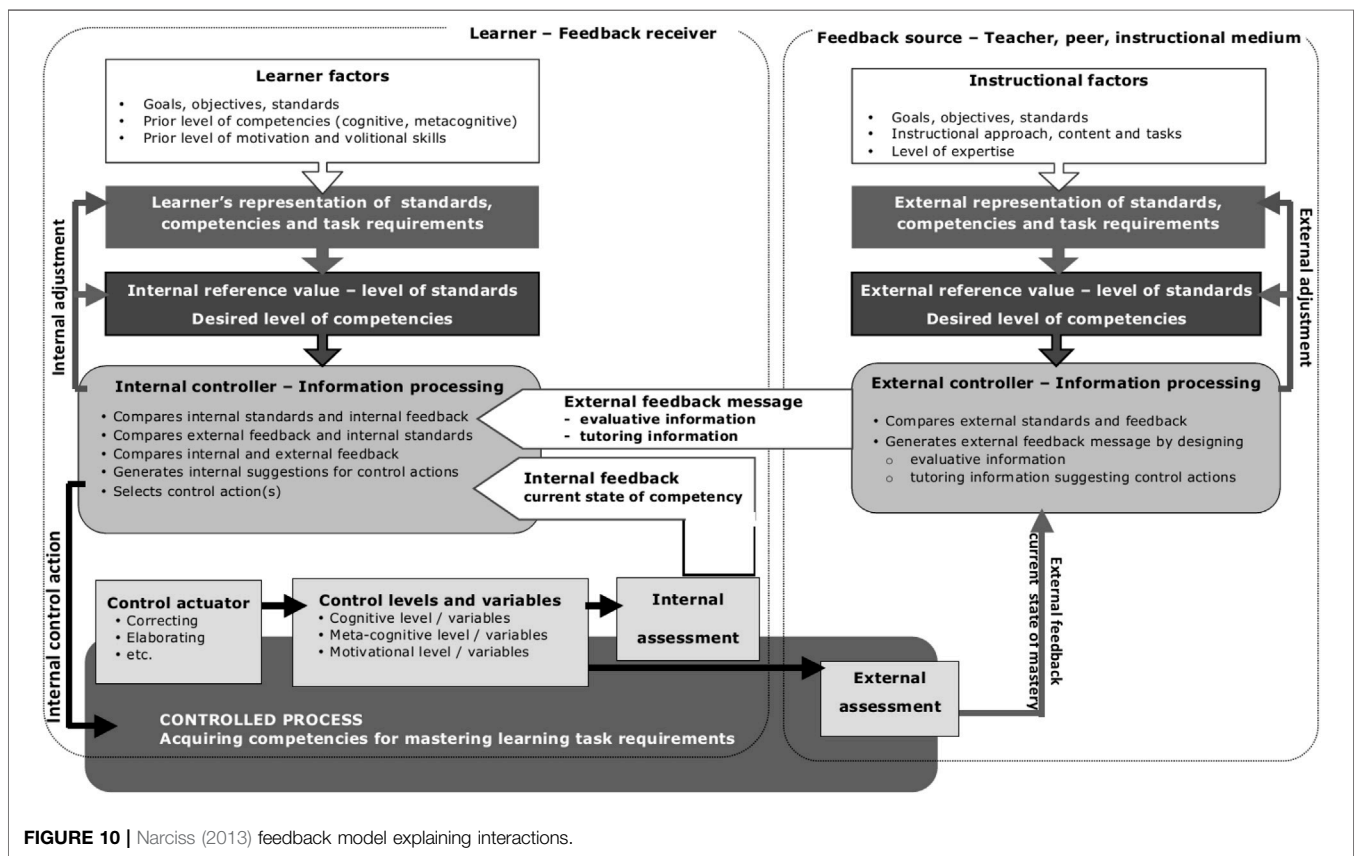 Learner – Feedback receiver
Learner factors
• Goals, objectives, standards
• Prior level of competencies (cognitive, metacognitive)
• Prior level of motivation and volitional skills
Learner's representation of standards,
competencies and task requirements
Internal reference value – level of standards
Desired level of competencies
Internal adjustment
Internal controller – Information processing
• Compares internal standards and internal feedback
• Compares external feedback and internal standards
• Compares internal and external feedback
• Generates internal suggestions for control actions
• Selects control action(s)
External feedback message
- evaluative information
- tutoring information
Internal feedback
current state of competency
Internal control action
Control actuator
• Correcting
• Elaborating
• etc.
Control levels and variables
• Cognitive level / variables
• Meta-cognitive level / variables
• Motivational level / variables
Internal
assessment
CONTROLLED PROCESS
Acquiring competencies for mastering learning task requirements
Feedback source – Teacher, peer, instructional medium
Instructional factors
• Goals, objectives, standards
• Instructional approach, content and tasks
• Level of expertise
External representation of standards,
competencies and task requirements
External reference value – level of standards
Desired level of competencies
External adjustment
External controller – Information processing
• Compares external standards and feedback
• Generates external feedback message by designing
o evaluative information
o tutoring information suggesting control actions
External feedback
current state of mastery
External
assessment
FIGURE 10 | Narciss (2013) feedback model explaining interactions.